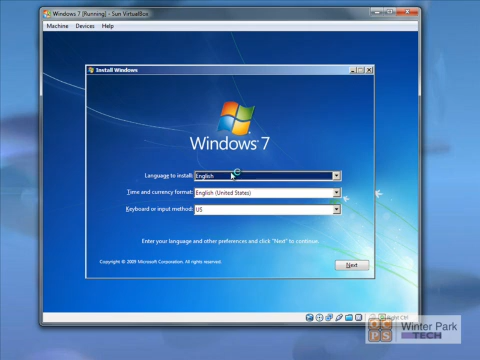 Windows 7 [Running] - Sun VirtualBox
Machine Devices Help
Install Windows
Windows 7
Language to install: English
Time and currency format: English (United States)
Keyboard or input method: US
Enter your language and other preferences and click "Next" to continue.
Copyright © 2009 Microsoft Corporation. All rights reserved.
Next
Right Ctrl
OCPS
Winter Park
TECH